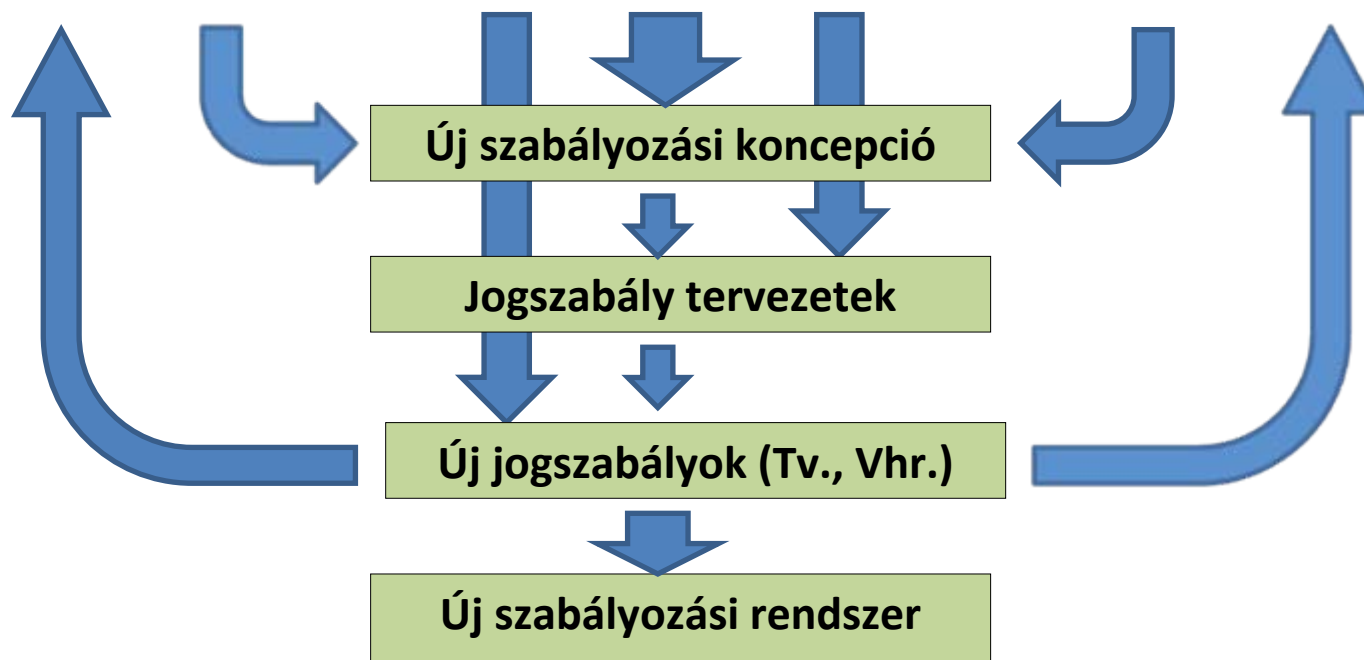 Új szabályozási koncepció
Jogszabály tervezetek
Új jogszabályok (Tv., Vhr.)
Új szabályozási rendszer